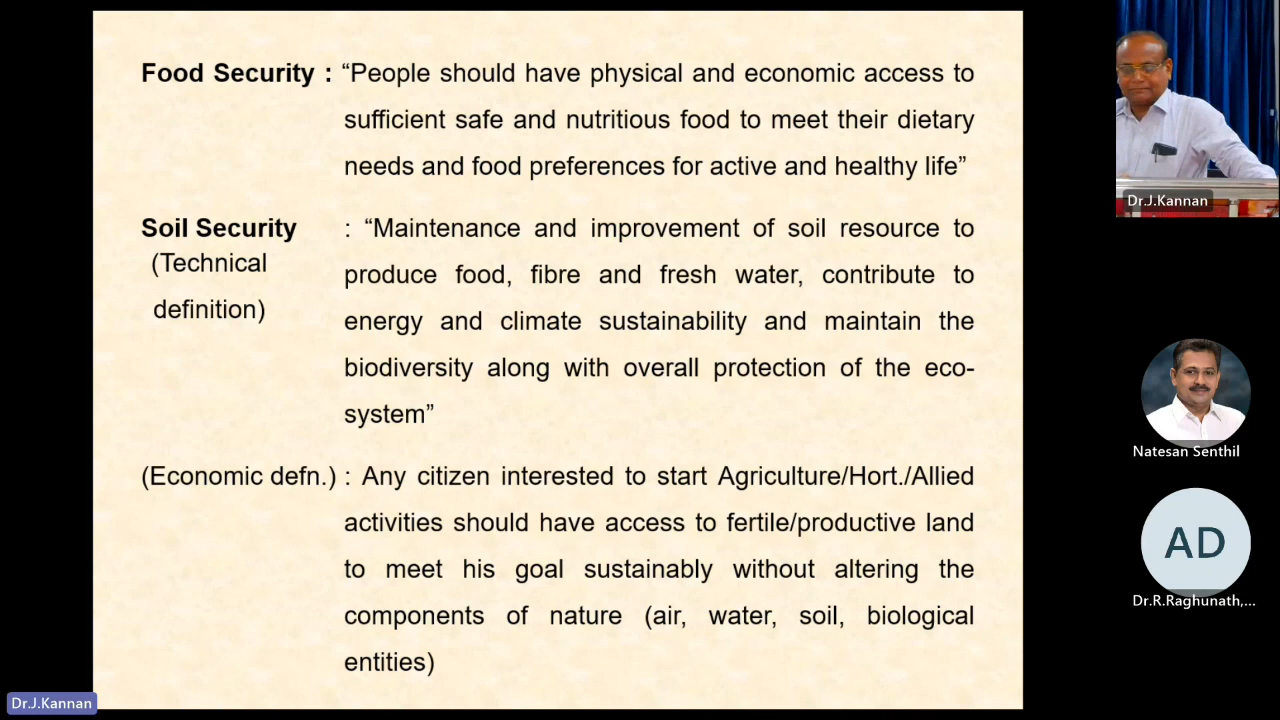 Food Security : “People should have physical and economic access to
sufficient safe and nutritious food to meet their dietary
needs and food preferences for active and healthy life”
Soil Security : “Maintenance and improvement of soil resource to
(Technical
produce food, fibre and fresh water, contribute to
definition)
energy and climate sustainability and maintain the
biodiversity along with overall protection of the eco-
system”
(Economic defn.) : Any citizen interested to start Agriculture/Hort./Allied
activities should have access to fertile/productive land
to meet his goal sustainably without altering the
components of nature (air, water, soil, biological
entities)
Dr.J.Kannan
Natesan Senthil
AD
Dr.R.Raghunath,...
Dr.J.Kannan